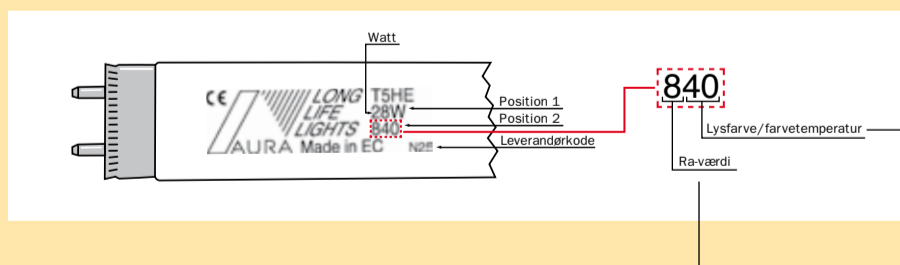 Watt
CE
LONG
LIFE
LIGHTS
AURA Made in EC
T5HE
28W
840
Position 1
Position 2
Leverandørkode
840
Lysfarve/farvetemperatur
Ra-værdi